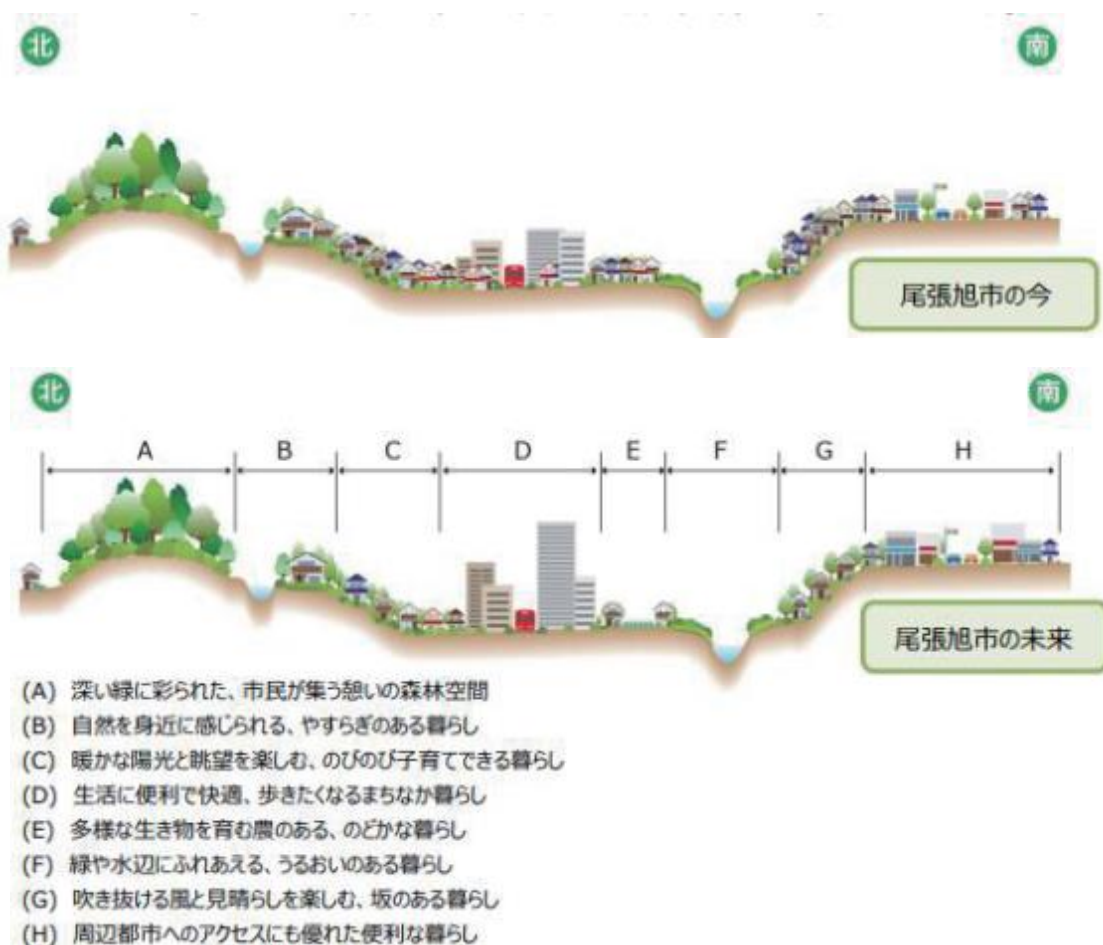 北
南
尾張旭市の今
北
南
A B C D E F G H
尾張旭市の未来
(A) 深い緑に彩られた、市民が集う憩いの森林空間
(B) 自然を身近に感じられる、やすらぎのある暮らし
(C) 暖かな陽光と眺望を楽しむ、のびのび子育てできる暮らし
(D) 生活に便利で快適、歩きたくなるまちなか暮らし
(E) 多様な生き物を育む農のある、のどかな暮らし
(F) 緑や水辺にふれあえる、うるおいのある暮らし
(G) 吹き抜ける風と見晴らしを楽しむ、坂のある暮らし
(H) 周辺都市へのアクセスにも優れた便利な暮らし